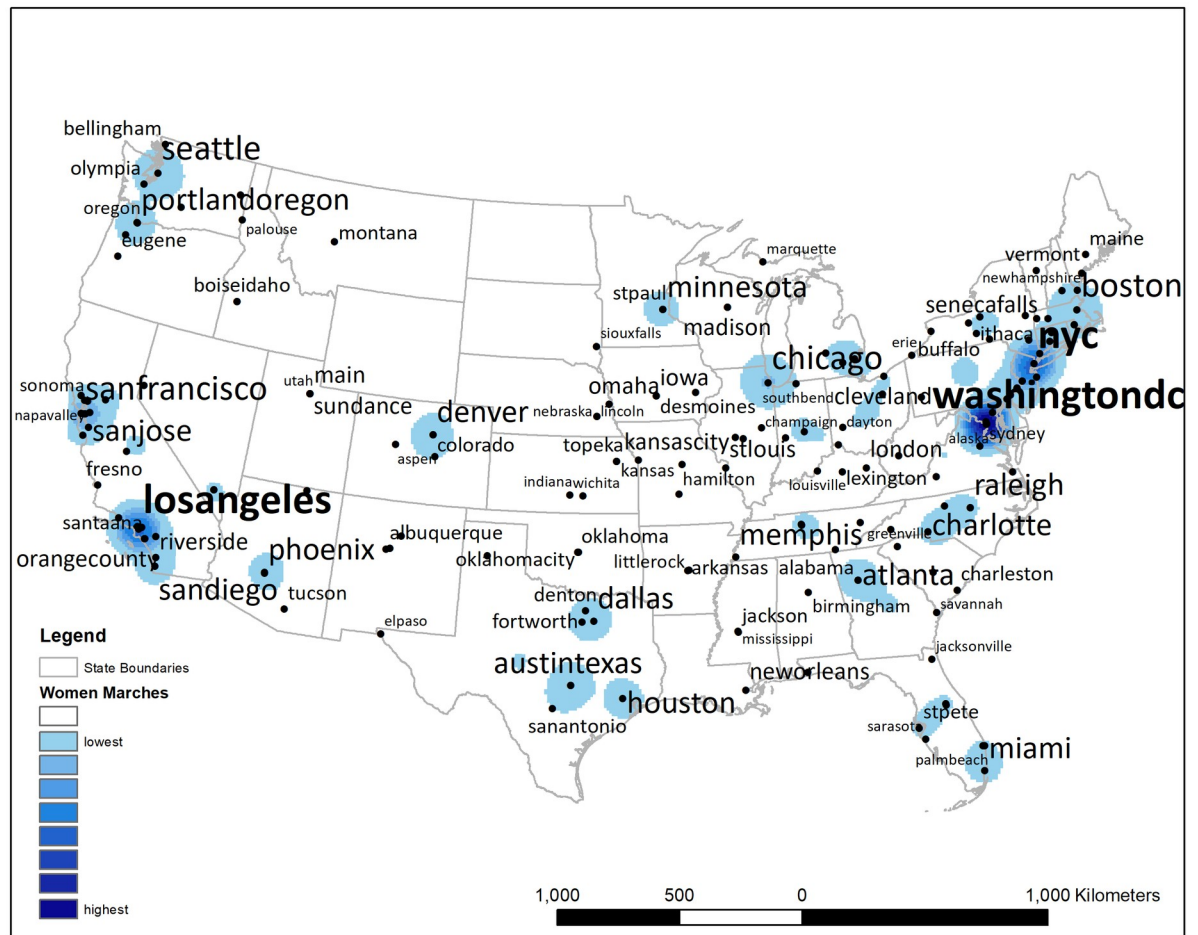 bellingham
seattle
olympia
oregon
portlandoregon
palouse
eugene
montana
boiseidaho
marquette
vermont
maine
newhampshire
boston
stpaul
minnesota
madison
senecafalls
ithaca
nyc
siouxfalls
erie
buffalo
chicago
utah
main
sonoma
sanfrancisco
sundance
omaha
iowa
southbend
cleveland
washingtondc
napavalley
sanjose
denver
nebraska
lincoln
desmoines
champaign
dayton
colorado
topeka
kansascity
stlouis
london
alaska
sydney
aspen
fresno
kansas
indiana
wichita
hamilton
louisville
lexington
raleigh
losangeles
santaana
riverside
albuquerque
oklahoma
memphis
greenville
charlotte
orangecounty
phoenix
oklahomacity
littlerock
arkansas
alabama
atlanta
charleston
sandiego
tucson
denton
dallas
birmingham
savannah
fortworth
jackson
mississippi
elpaso
jacksonville
austintexas
neworleans
houston
sanantonio
stpete
sarasota
miami
palmbeach
Legend
State Boundaries
Women Marches
lowest
highest
1,000 500 0 1,000 Kilometers